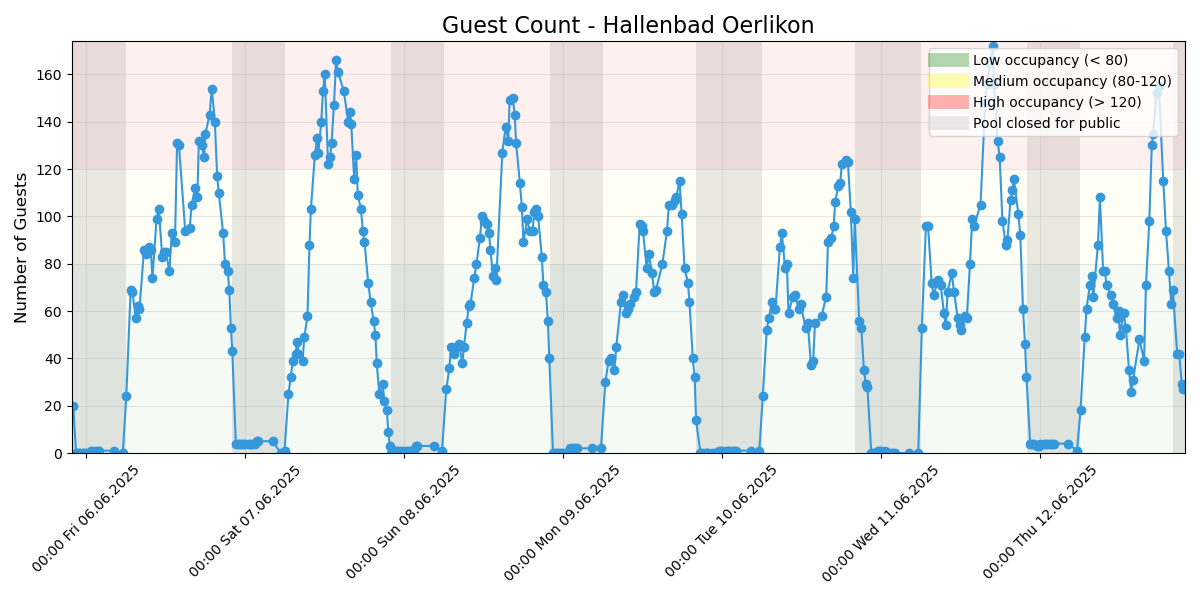 Guest Count - Hallenbad Oerlikon
Number of Guests
160
140
120
100
80
60
40
20
0
Low occupancy (< 80)
Medium occupancy (80-120)
High occupancy (> 120)
Pool closed for public
00:00 Fri 06.06.2025
00:00 Sat 07.06.2025
00:00 Sun 08.06.2025
00:00 Mon 09.06.2025
00:00 Tue 10.06.2025
00:00 Wed 11.06.2025
00:00 Thu 12.06.2025